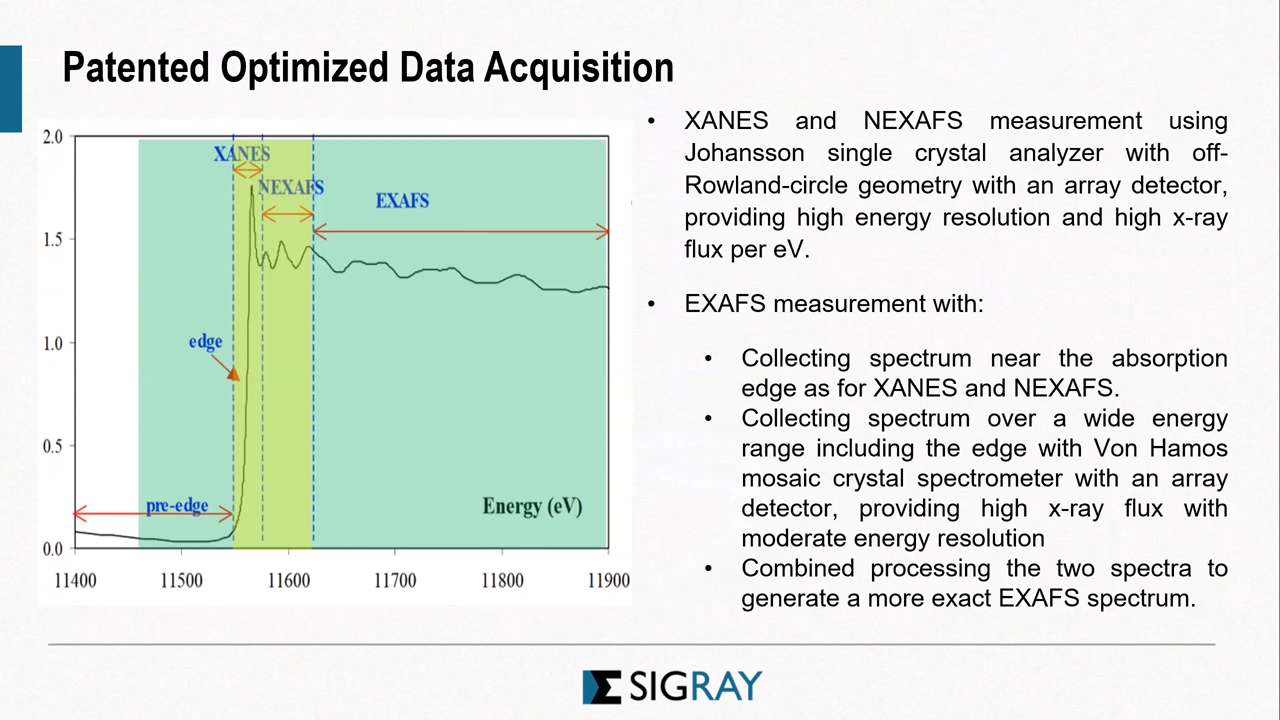 Patented Optimized Data Acquisition
2.0
1.5
1.0
0.5
0.0
XANES
NEXAFS
EXAFS
edge
pre-edge
Energy (eV)
11400 11500 11600 11700 11800 11900
• XANES and NEXAFS measurement using
Johansson single crystal analyzer with off-
Rowland-circle geometry with an array detector,
providing high energy resolution and high x-ray
flux per eV.
• EXAFS measurement with:
• Collecting spectrum near the absorption
edge as for XANES and NEXAFS.
• Collecting spectrum over a wide energy
range including the edge with Von Hamos
mosaic crystal spectrometer with an array
detector, providing high x-ray flux with
moderate energy resolution
• Combined processing the two spectra to
generate a more exact EXAFS spectrum.
SIGRAY